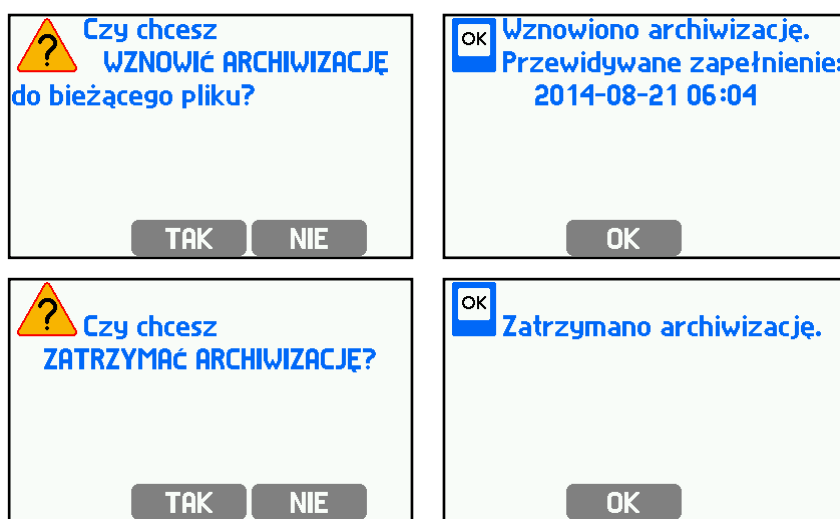 ?
Czy chcesz
WZNOWIĆ ARCHIWIZACJĘ
do bieżącego pliku?
TAK NIE
OK
Wznowiono archiwizację.
Przewidywane zapełnienie:
2014-08-21 06:04
OK
?
Czy chcesz
ZATRZYMAĆ ARCHIWIZACJĘ?
TAK NIE
OK
Zatrzymano archiwizację.
OK